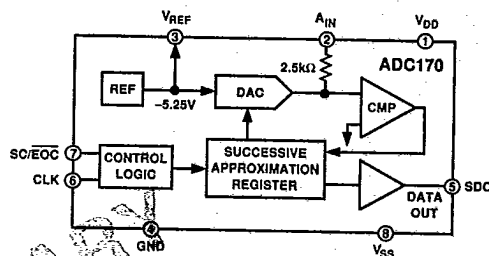 VREF
AIN
VDD
3
2
1
2.5kΩ
ADC170
REF
DAC
CMP
–5.25V
SC/EOC
7
CONTROL
LOGIC
SUCCESSIVE
APPROXIMATION
REGISTER
CLK
6
5
SDO
DATA
OUT
4
GND
8
VSS